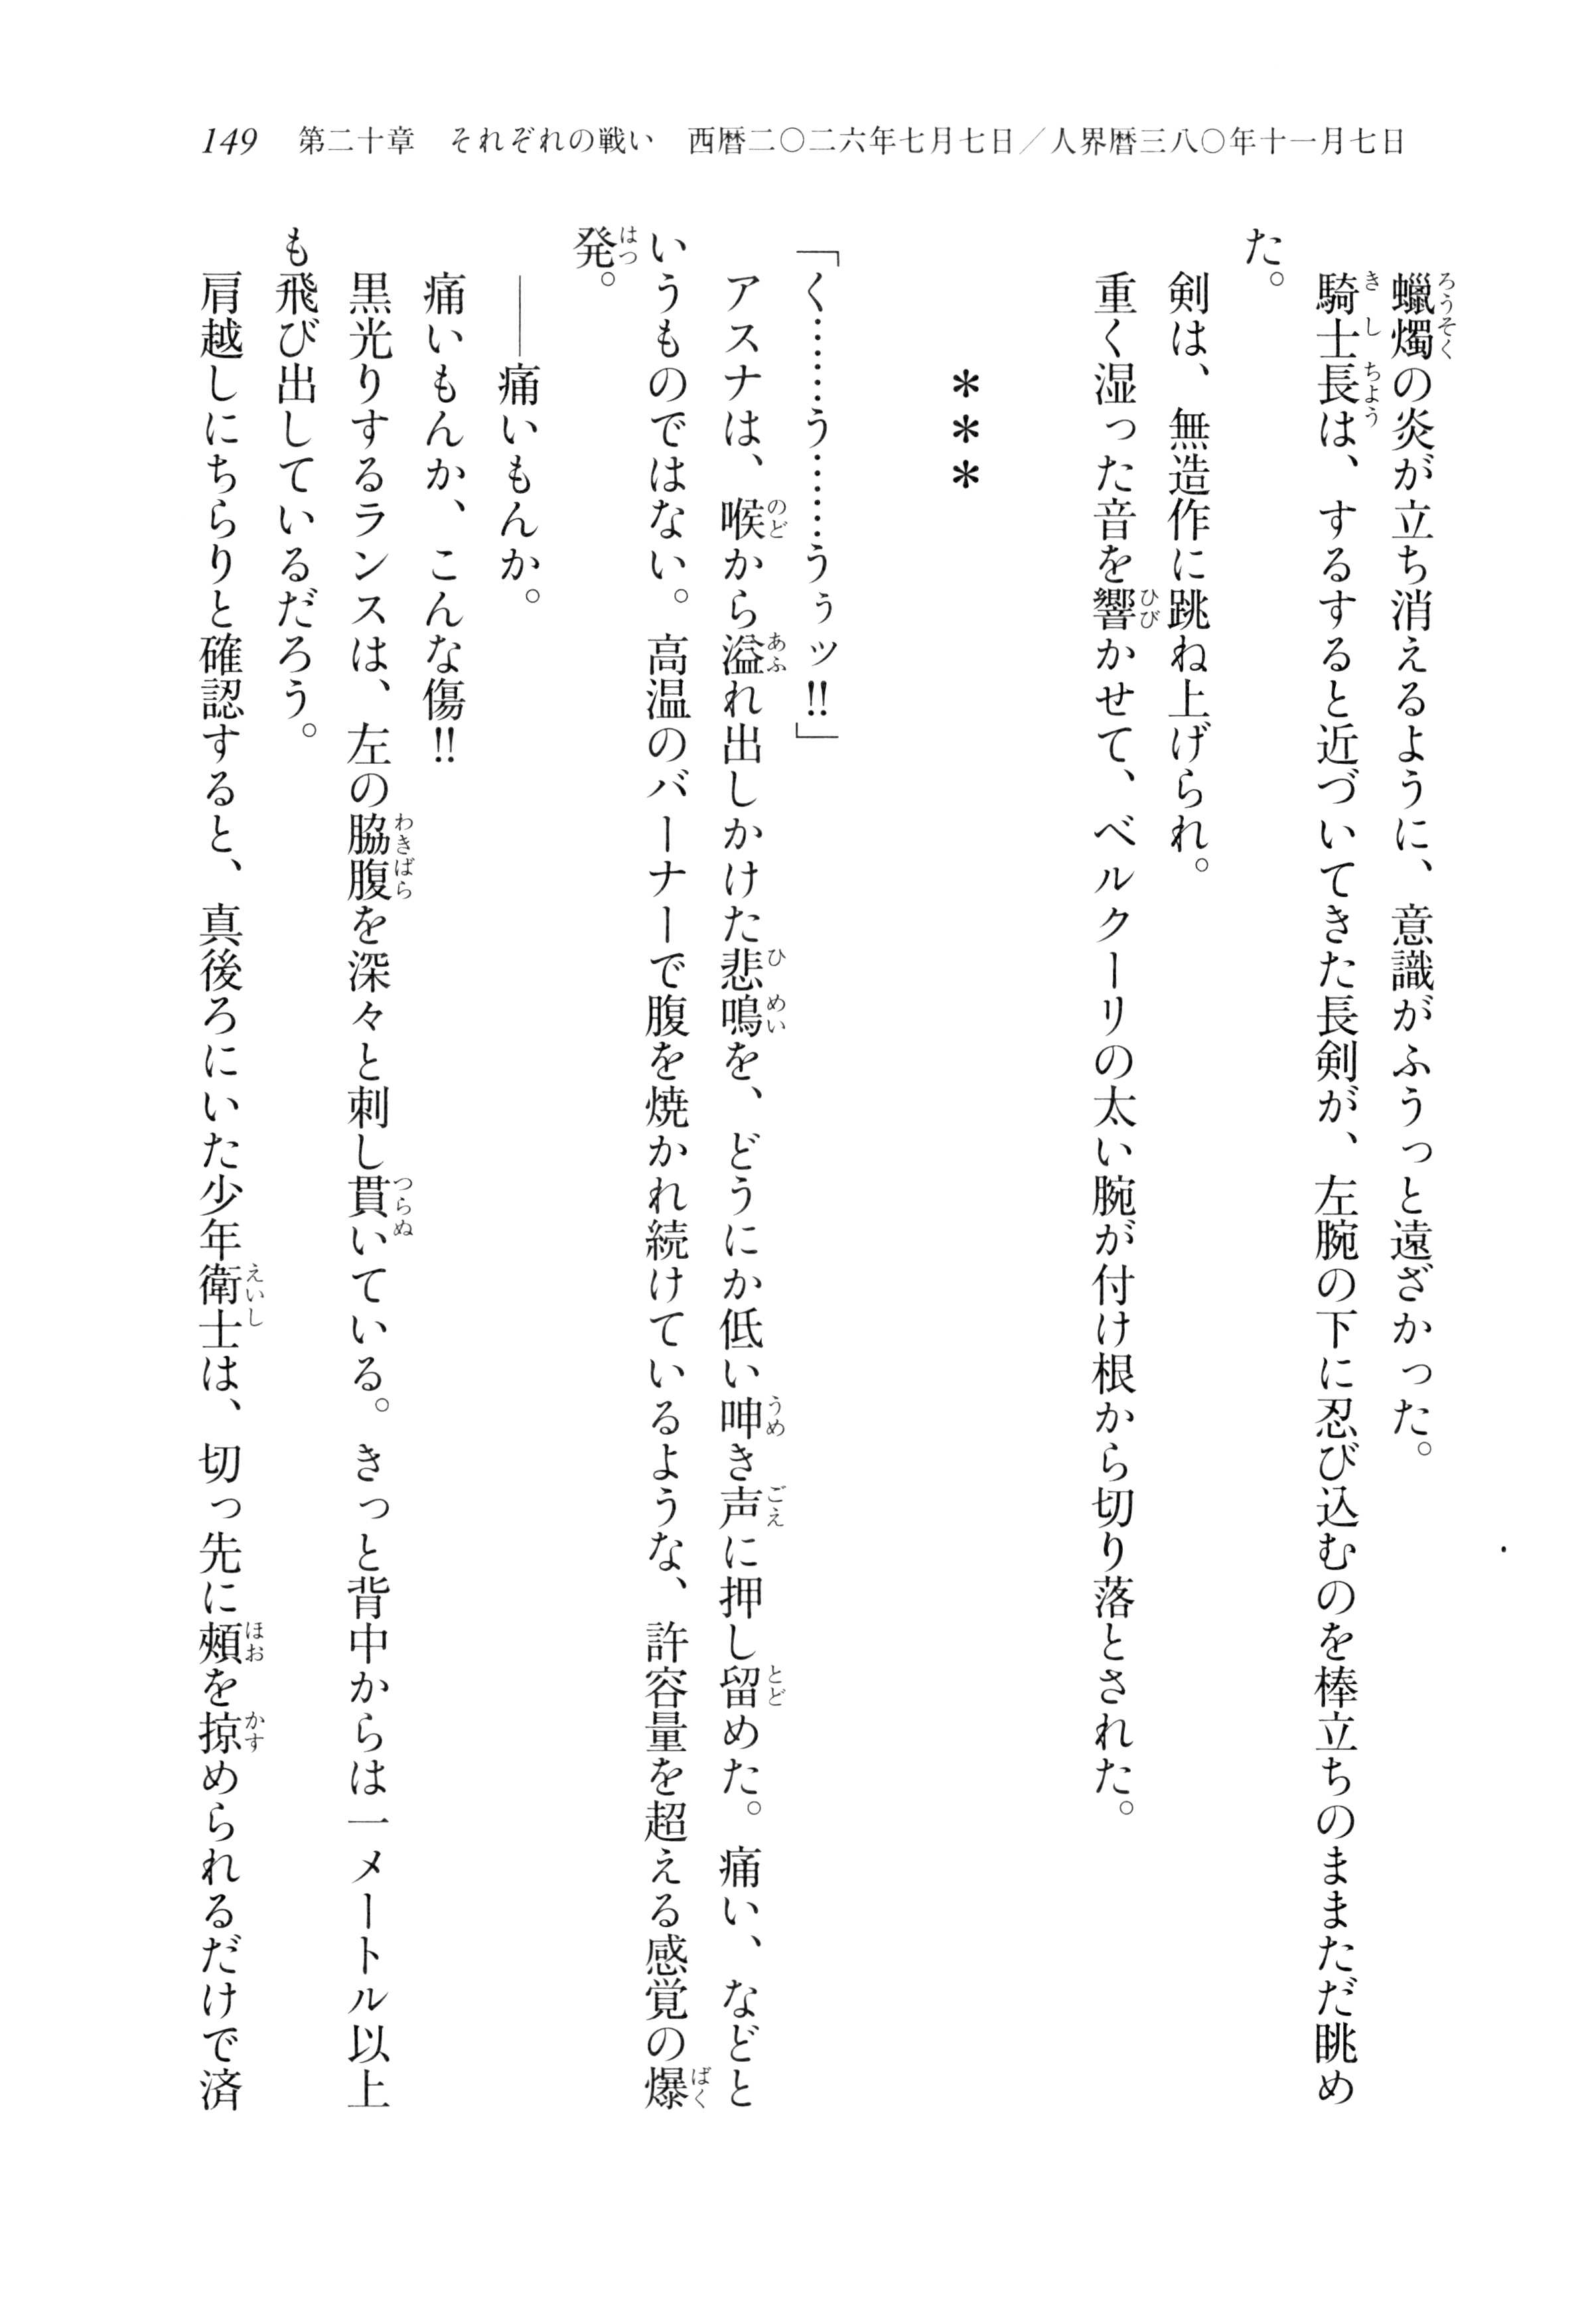 149 第二十章 それぞれの戦い 西暦二〇二六年七月七日／人界暦三八〇年十一月七日
蠟燭の炎が立ち消えるように、意識がふうっと遠ざかった。
騎士長は、するすると近づいてきた長剣が、左腕の下に忍び込むのを棒立ちのままただ眺め
た。
剣は、無造作に跳ね上げられ。
重く湿った音を響かせて、ベルクーリの太い腕が付け根から切り落とされた。
＊＊＊
「く………う………うぅッ!!」
アスナは、喉から溢れ出しかけた悲鳴を、どうにか低い呻き声に押し留めた。痛い、などと
いうものではない。高温のバーナーで腹を焼かれ続けているような、許容量を超える感覚の爆
発。
――痛いもんか。
痛いもんか、こんな傷!!
黒光りするランスは、左の脇腹を深々と刺し貫いている。きっと背中からは一メートル以上
も飛び出しているだろう。
肩越しにちらりと確認すると、真後ろにいた少年衛士は、切っ先に頰を掠められるだけで済